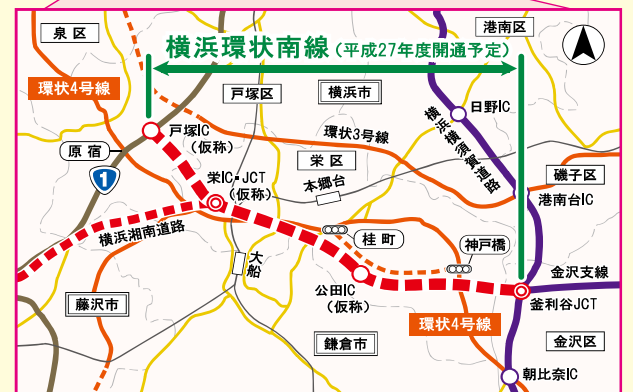 泉区
港南区
横浜環状南線(平成27年度開通予定)
環状4号線
戸塚区
横浜市
日野IC
横浜横須賀道路
原宿
戸塚IC
(仮称)
環状3号線
1
栄区
本郷台
磯子区
栄IC・JCT
(仮称)
港南台IC
横浜湘南道路
桂町
神戸橋
大船
金沢支線
公田IC
(仮称)
釜利谷JCT
藤沢市
環状4号線
鎌倉市
金沢区
朝比奈IC